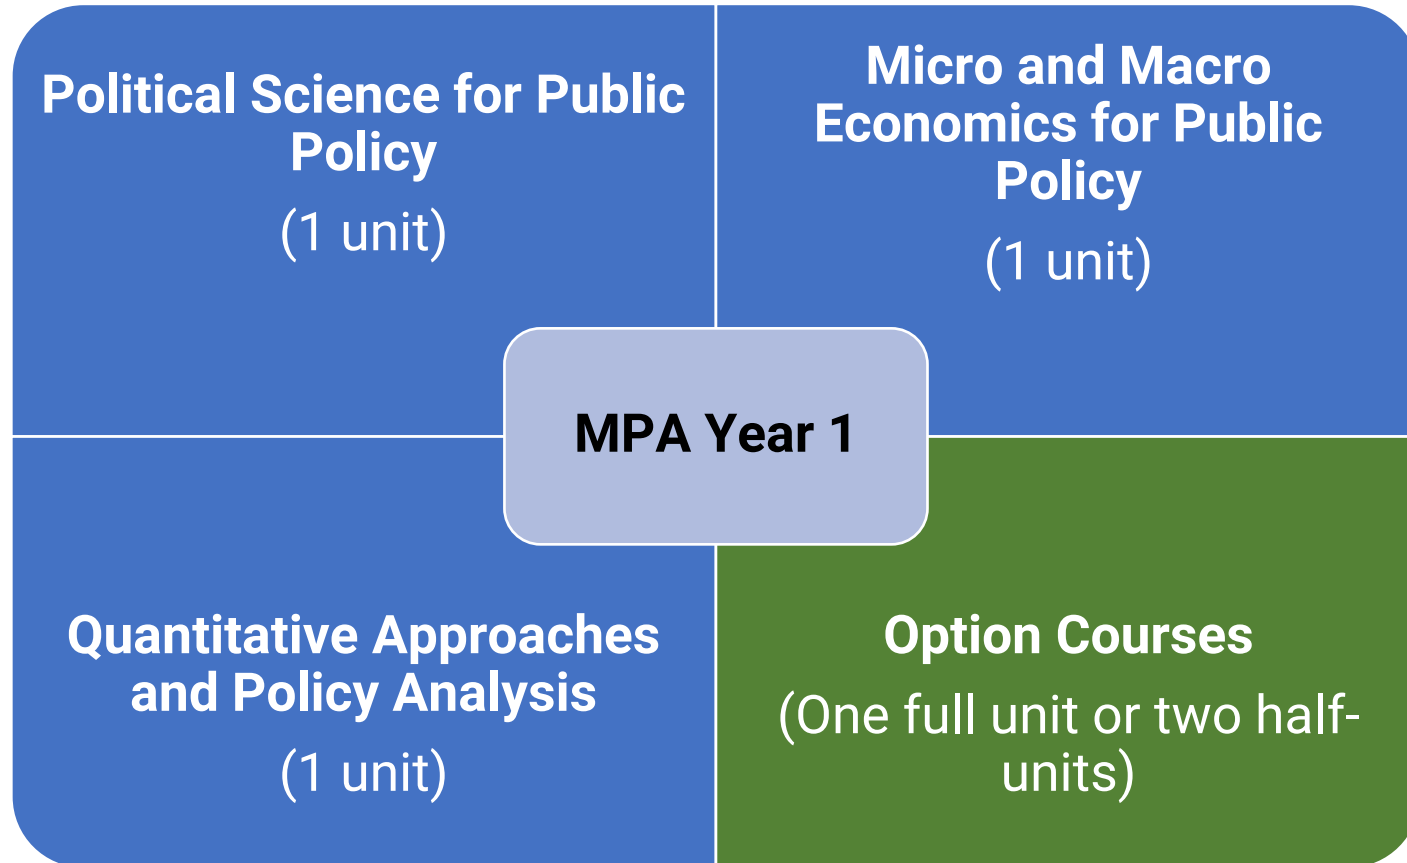 Political Science for Public
Policy
(1 unit)
Micro and Macro
Economics for Public
Policy
(1 unit)
MPA Year 1
Quantitative Approaches
and Policy Analysis
(1 unit)
Option Courses
(One full unit or two half-
units)